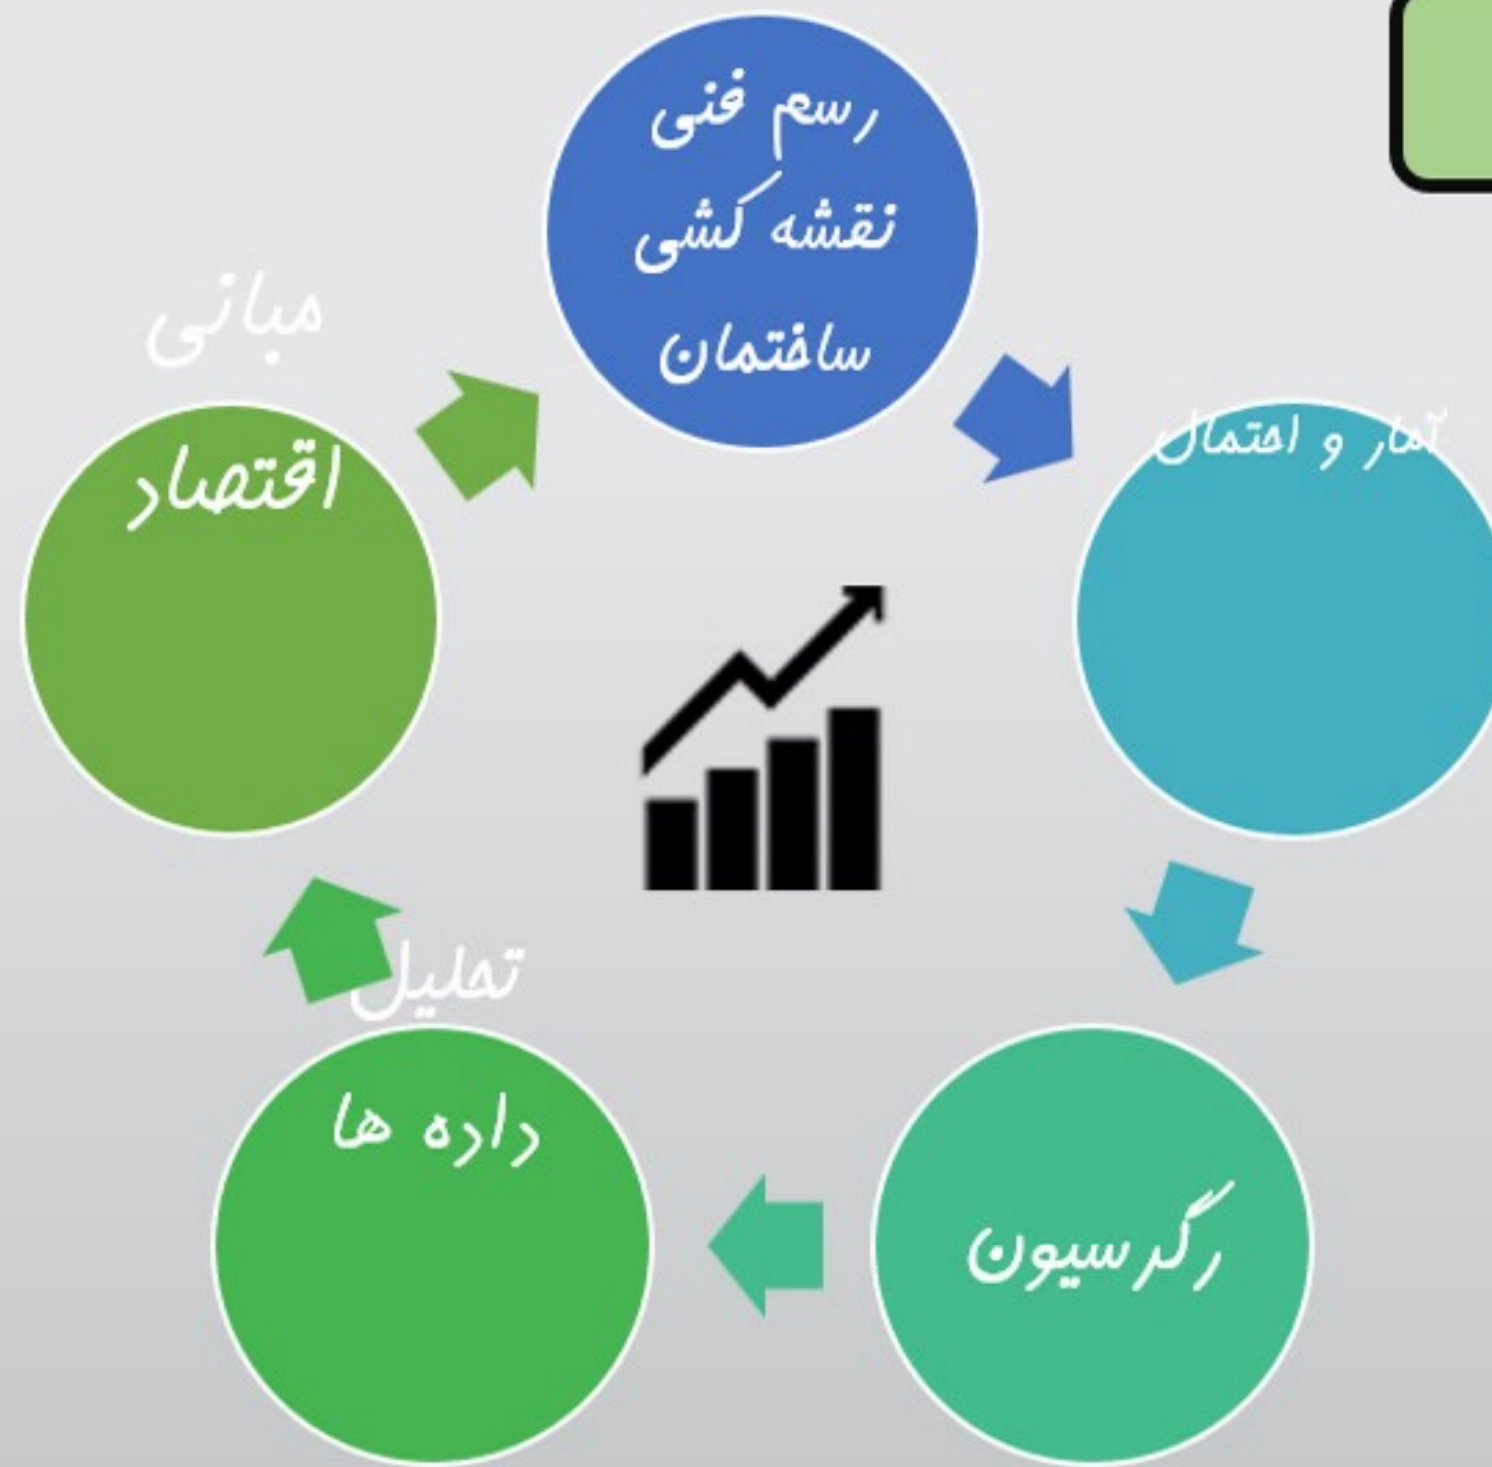 رسم فنی
نقشه کشی
ساختمان
آمار و احتمال
رگرسیون
تحلیل
داده ها
مبانی
اقتصاد